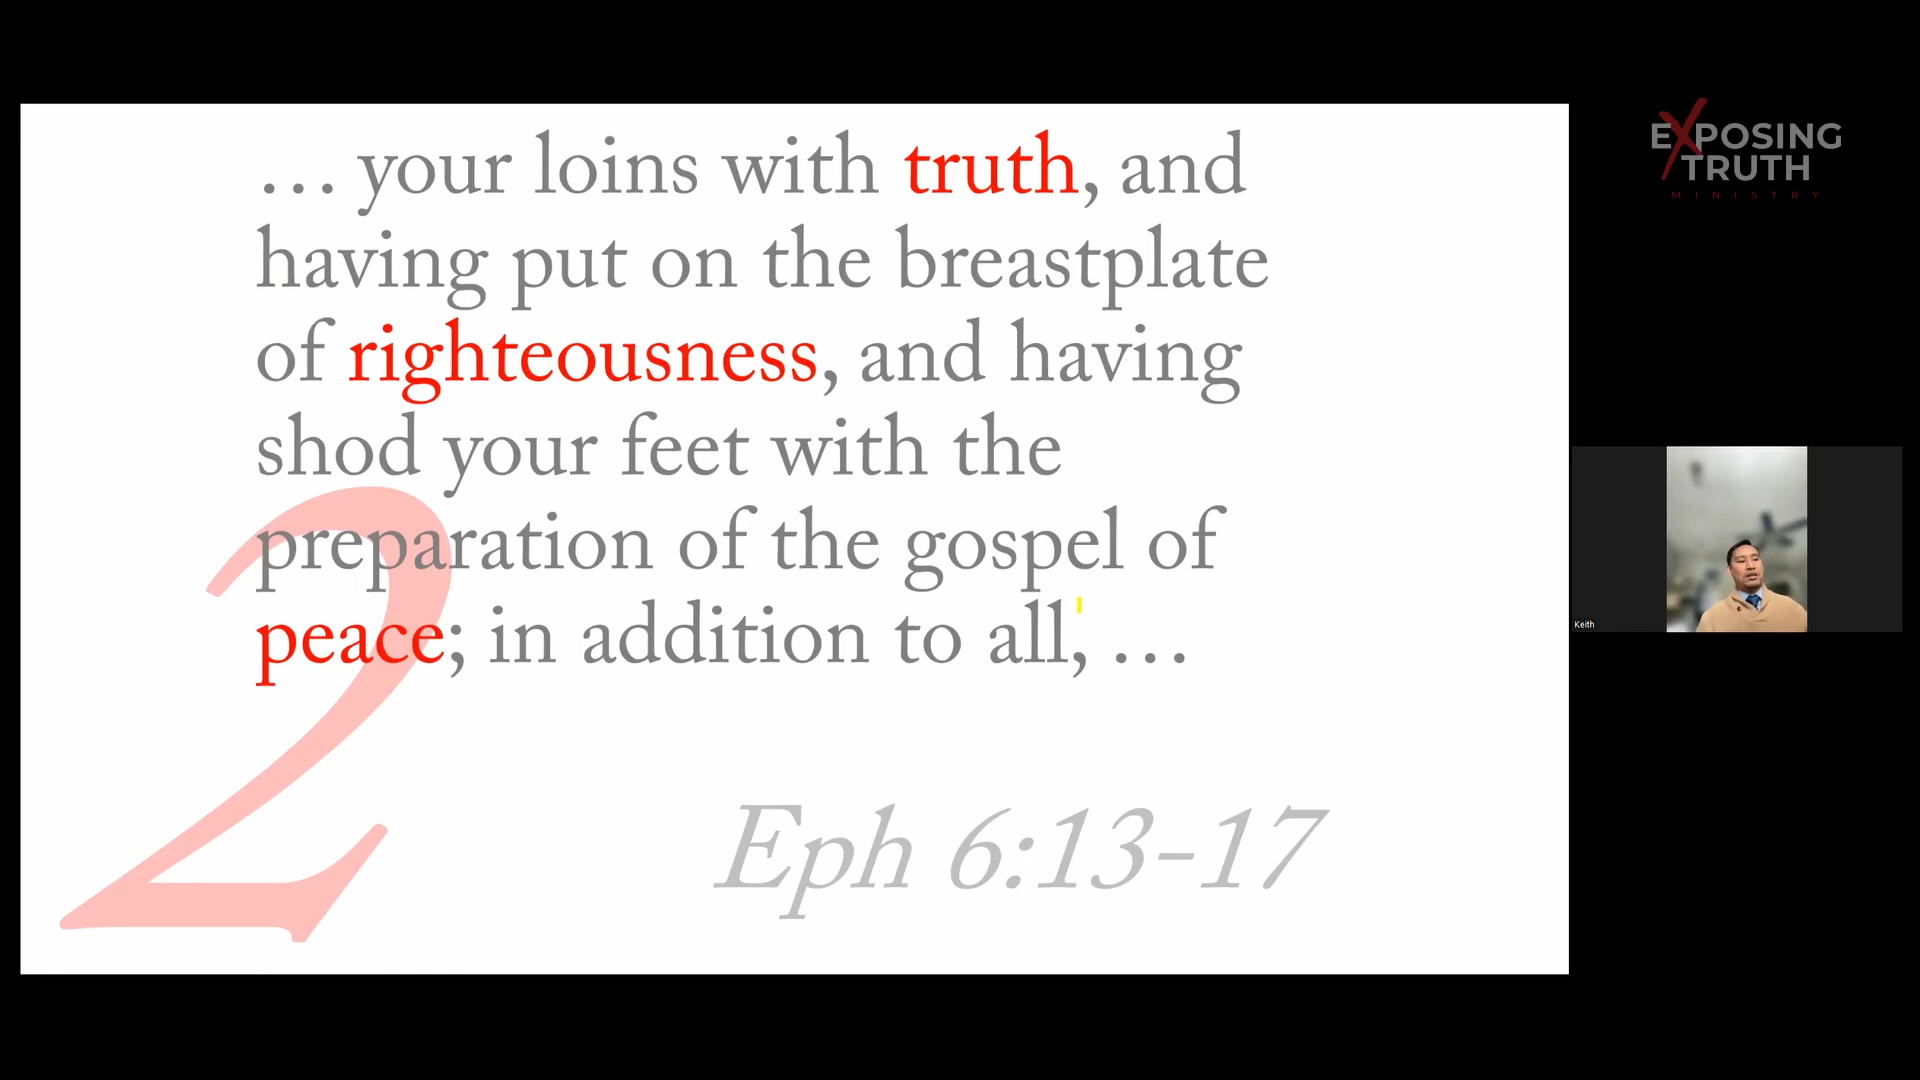 … your loins with truth, and
having put on the breastplate
of righteousness, and having
shod your feet with the
preparation of the gospel of
peace; in addition to all, …
2
Eph 6:13-17
EXPOSING
TRUTH
MINISTRY
Keith